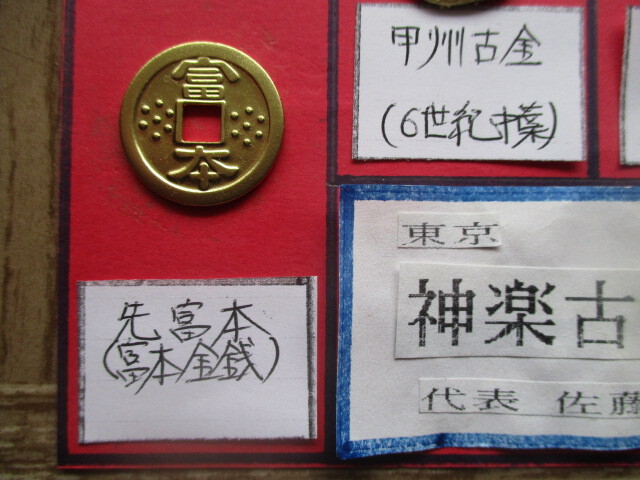 富
本
甲州古金
(6世紀中葉)
先富本
(富本金銭)
東京
神楽古
代表 佐藤